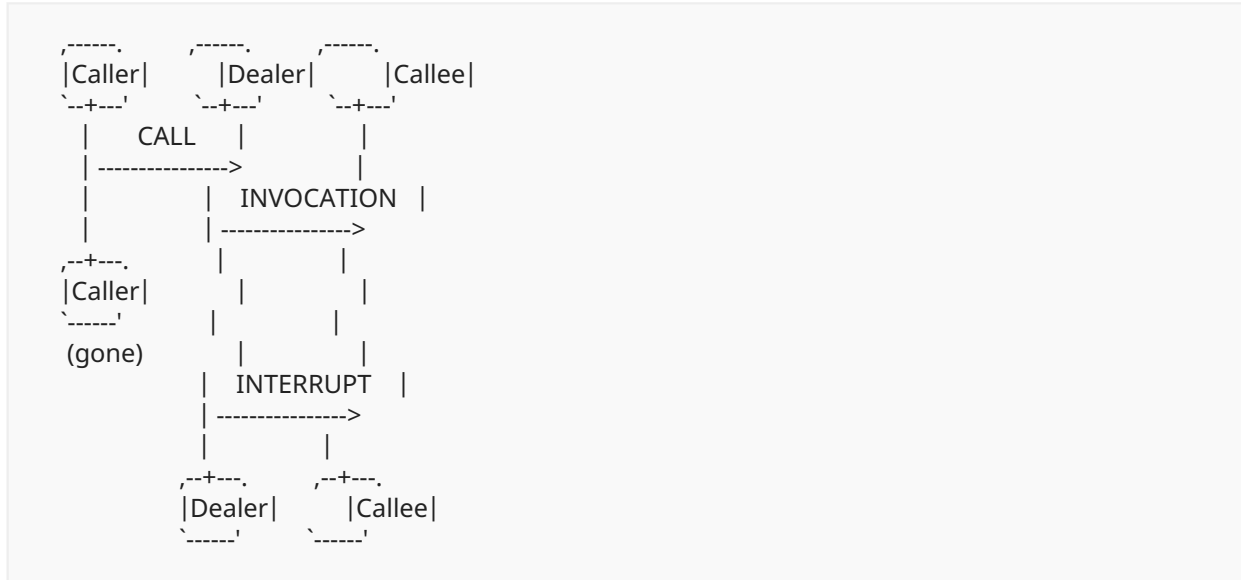 ,------.         ,------.         ,------.
|Caller|         |Dealer|         |Callee|
`--+---'         `--+---'         `--+---'
   |      CALL      |                |
   | ---------------->               |
   |                |   INVOCATION   |
   |                | ---------------->
,--+---.            |                |
|Caller|            |                |
`------'            |                |
 (gone)             |                |
                    |   INTERRUPT    |
                    | ---------------->
                    |                |
                 ,--+---.         ,--+---.
                 |Dealer|         |Callee|
                 `------'         `------'